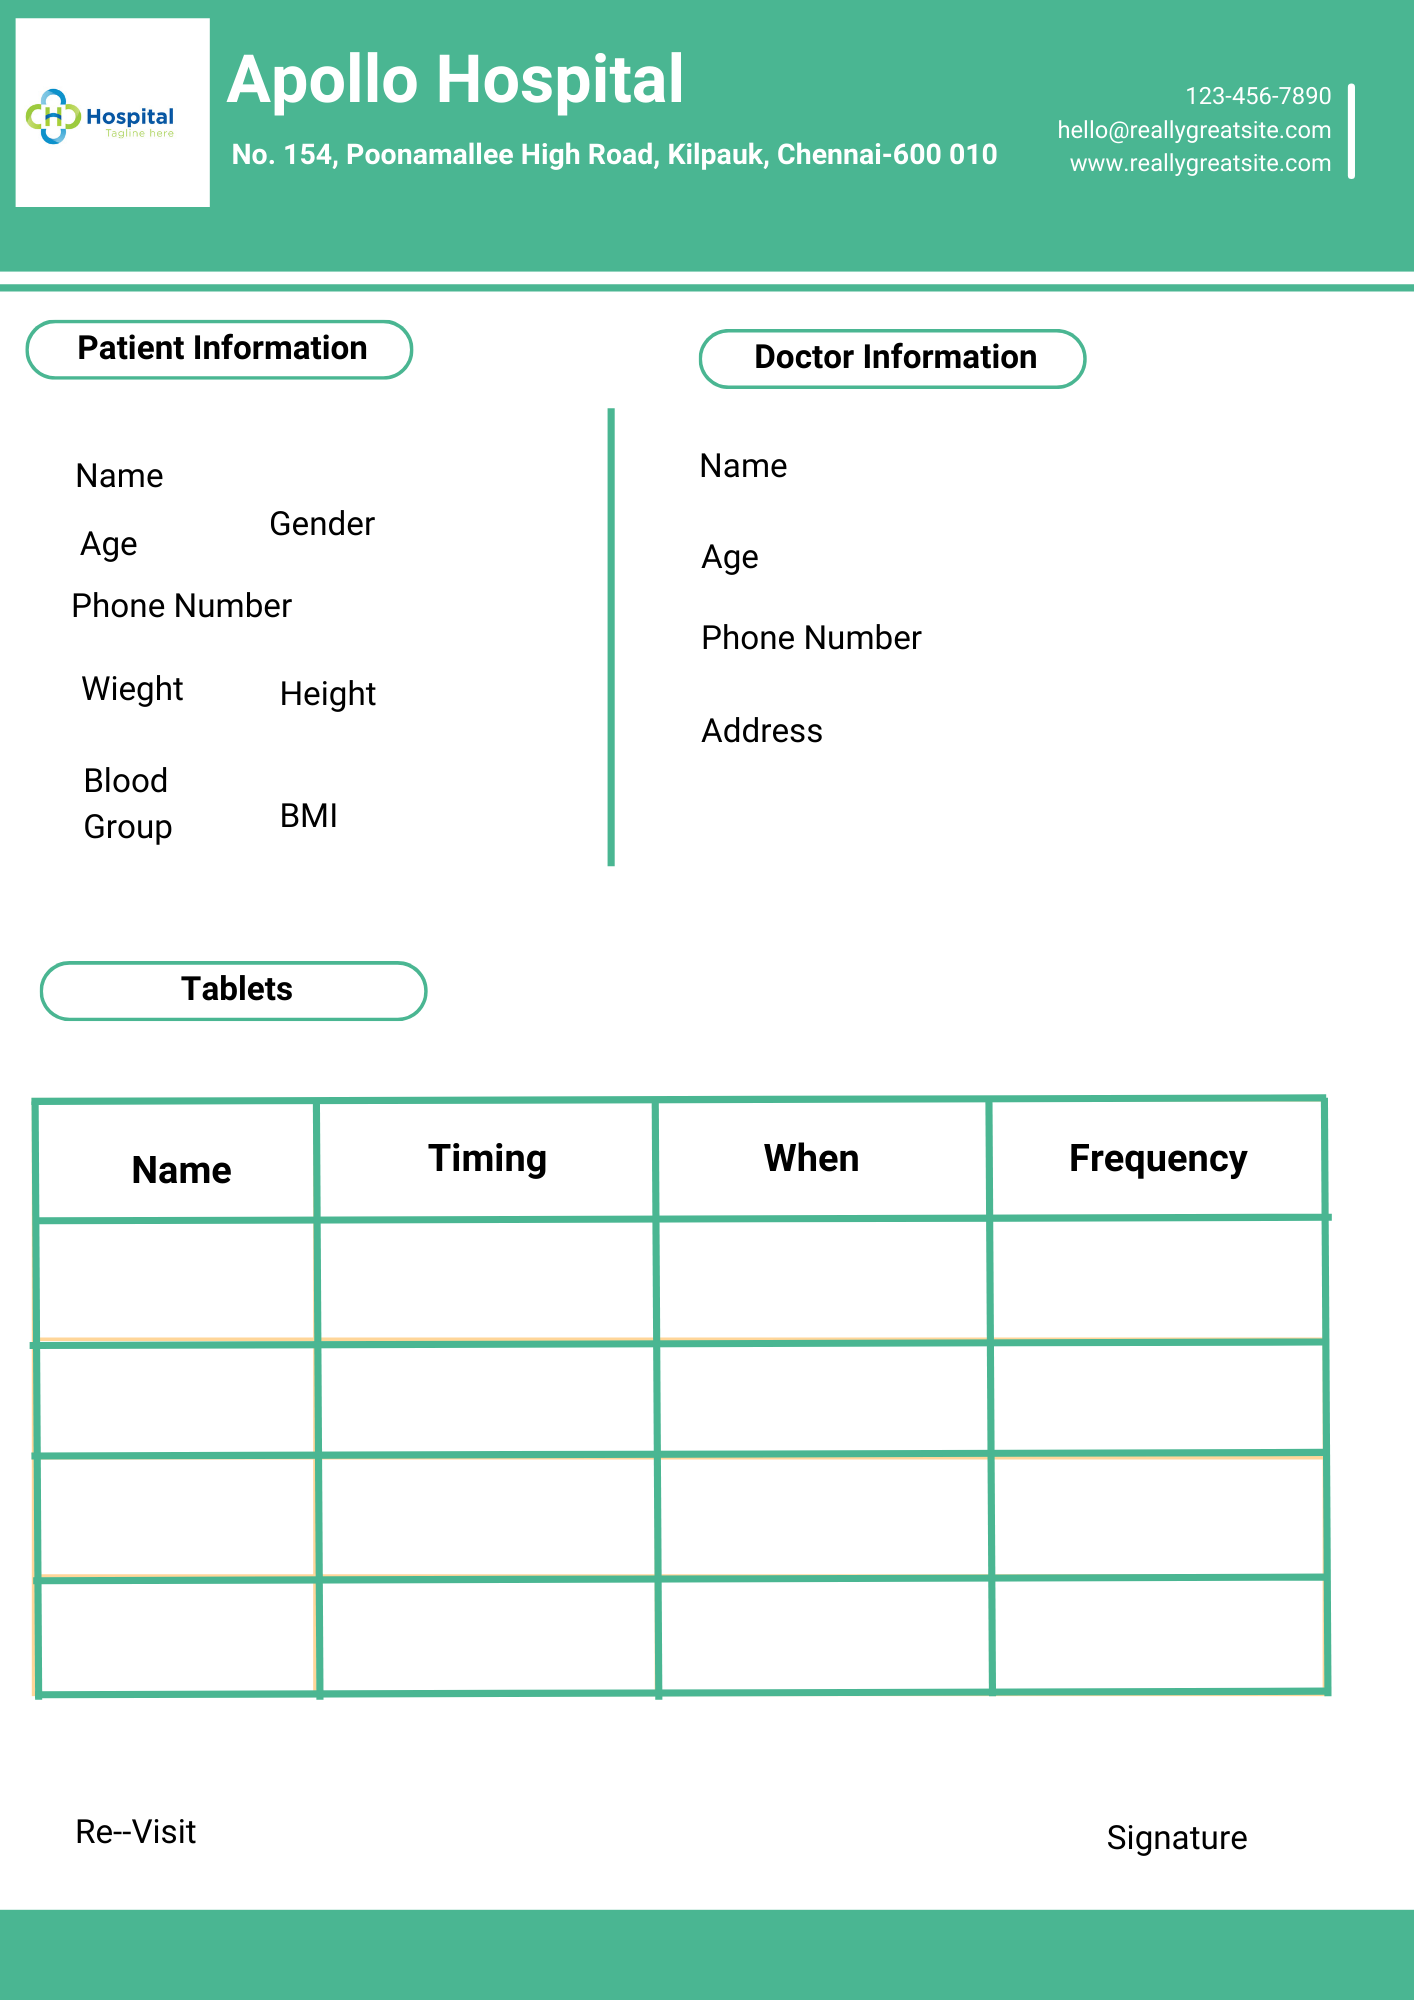 Hospital
Tagline here
Apollo Hospital
No. 154, Poonamallee High Road, Kilpauk, Chennai-600 010
123-456-7890
hello@reallygreatsite.com
www.reallygreatsite.com
Patient Information
Name
Age
Gender
Phone Number
Wieght
Height
Blood
Group
BMI
Doctor Information
Name
Age
Phone Number
Address
Tablets
Name
Timing
When
Frequency
Re--Visit
Signature